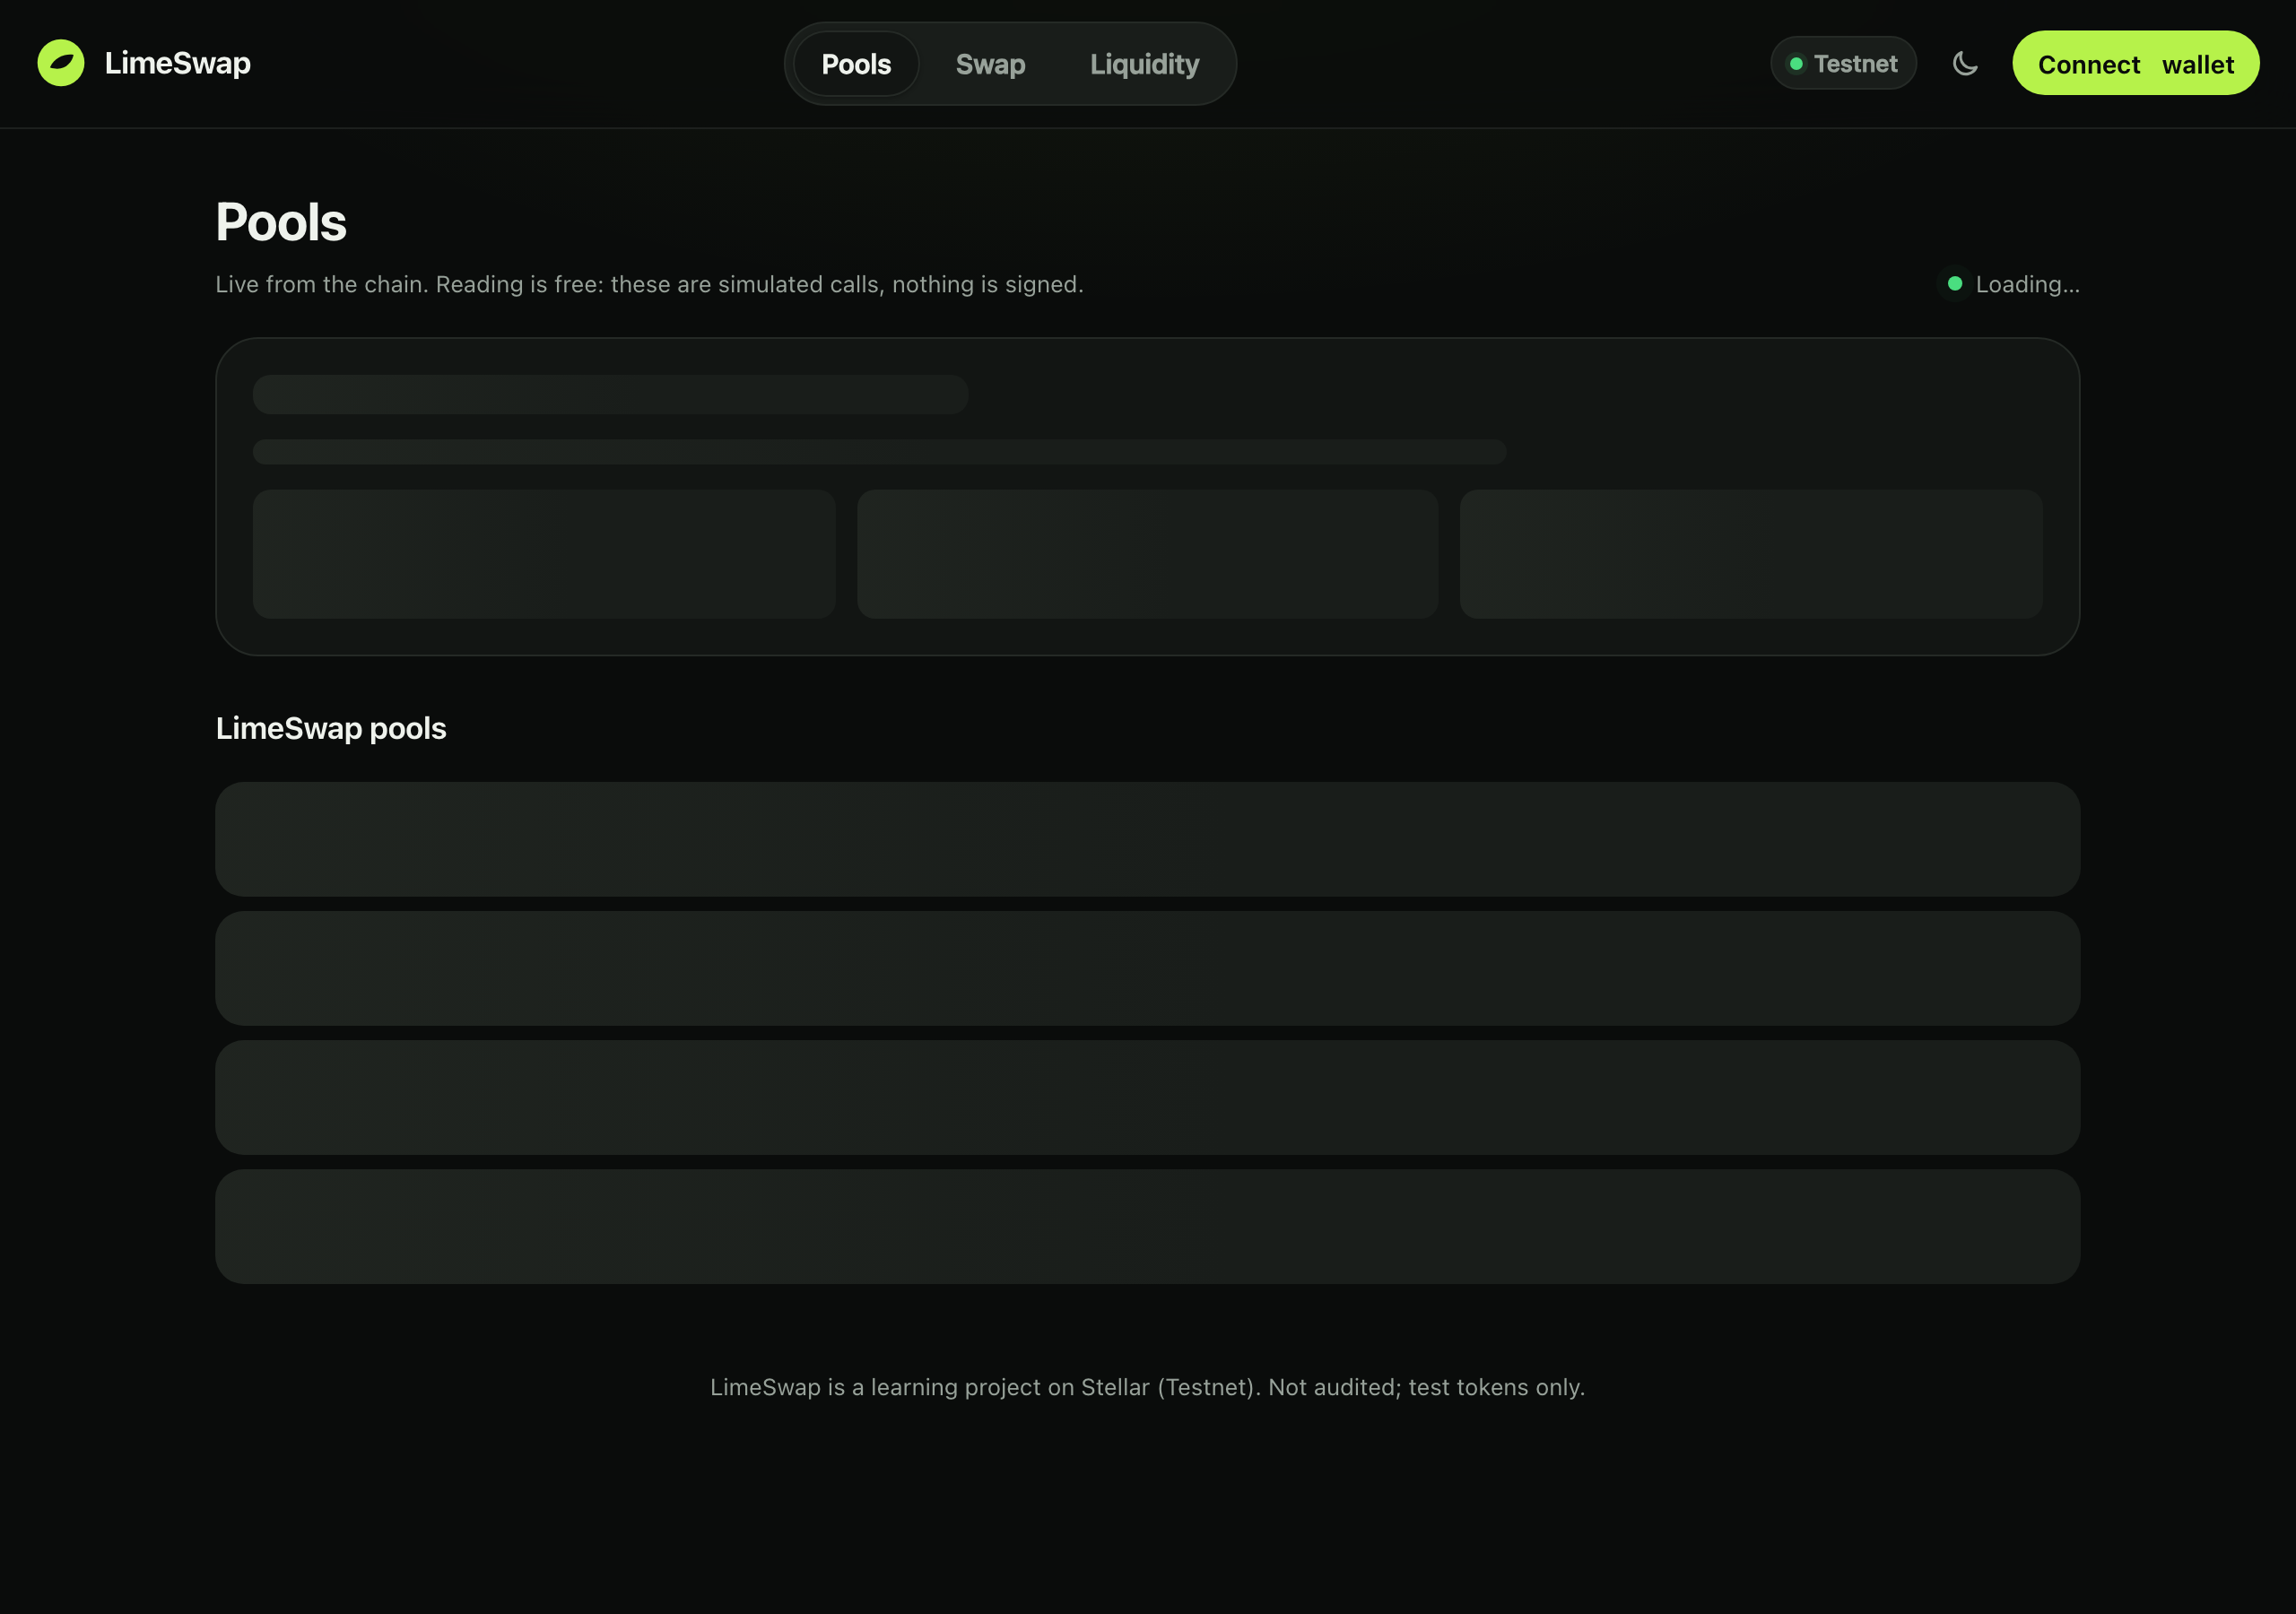 LimeSwap
Pools Swap Liquidity
Testnet
Connect wallet
Pools
Live from the chain. Reading is free: these are simulated calls, nothing is signed.
Loading...
LimeSwap pools
LimeSwap is a learning project on Stellar (Testnet). Not audited; test tokens only.